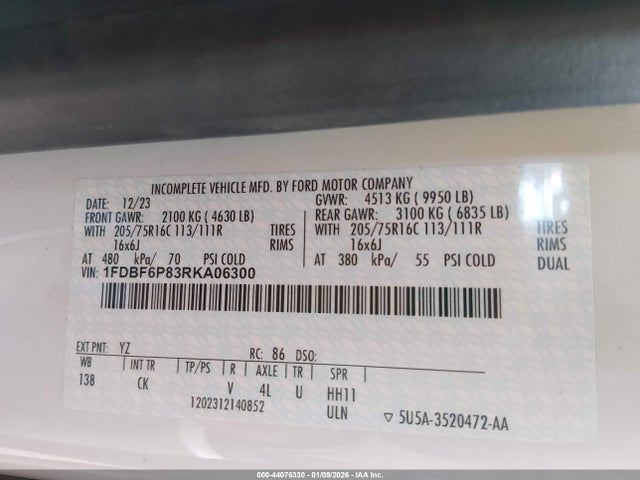 INCOMPLETE VEHICLE MFD. BY FORD MOTOR COMPANY
DATE: 12/23 GVWR: 4513 KG ( 9950 LB)
FRONT GAWR: 2100 KG ( 4630 LB) REAR GAWR: 3100 KG ( 6835 LB)
WITH 205/75R16C 113/111R TIRES WITH 205/75R16C 113/111R TIRES
16x6J RIMS 16x6J RIMS
AT 480 kPa/ 70 PSI COLD AT 380 kPa/ 55 PSI COLD DUAL
VIN: 1FDBF6P83RKA06300
EXT PNT: YZ RC: 86 DSO:
WB INT TR TP/PS R AXLE TR SPR
138 CK V 4L U HH11
1202312140852 ULN ▽ 5U5A-3520472-AA
000-44076330 - 01/09/2026 - IAA Inc.